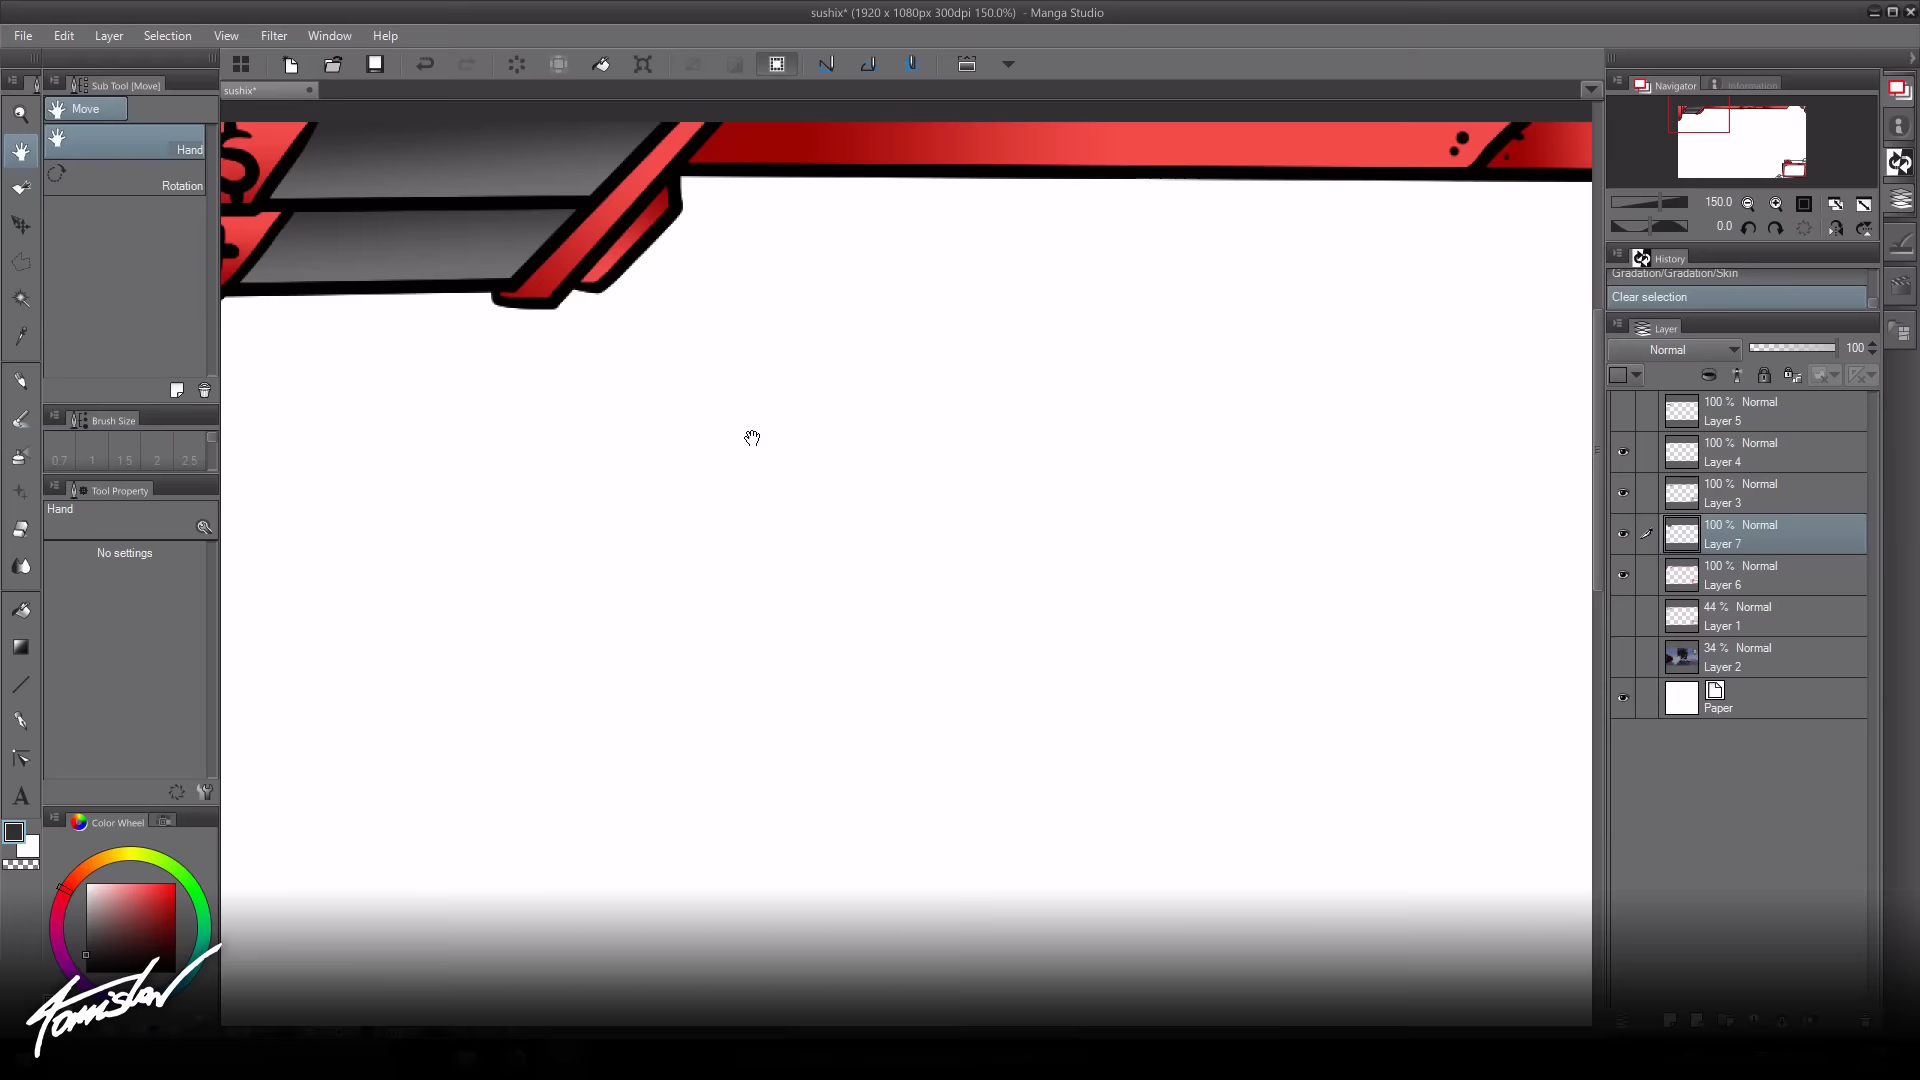 sushix* (1920 x 1080px 300dpi 150.0%) - Manga Studio
File Edit Layer Selection View Filter Window Help
Sub Tool [Move]
sushix*
Navigator Information
Move
Hand
Rotation
150.0
0.0
History
Gradation/Gradation/Skin
Clear selection
Layer
Normal 100
100 % Normal
Layer 5
100 % Normal
Layer 4
100 % Normal
Layer 3
100 % Normal
Layer 7
100 % Normal
Layer 6
44 % Normal
Layer 1
34 % Normal
Layer 2
Paper
Brush Size
0.7 1 1.5 2 2.5
Tool Property
Hand
No settings
Color Wheel
Tomislav